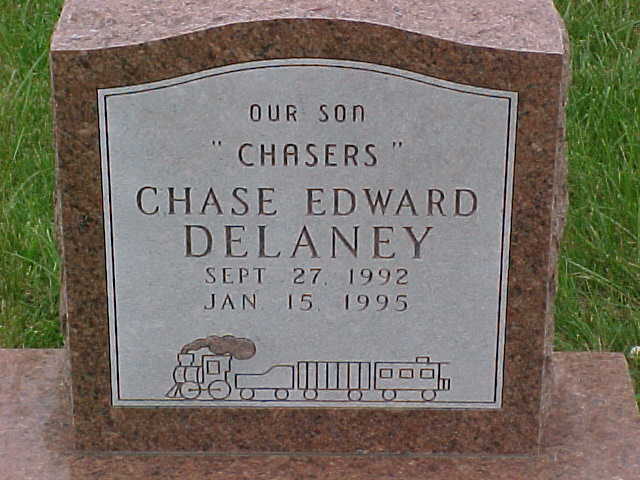 OUR SON
"CHASERS"
CHASE EDWARD
DELANEY
SEPT 27, 1992
JAN 15, 1995